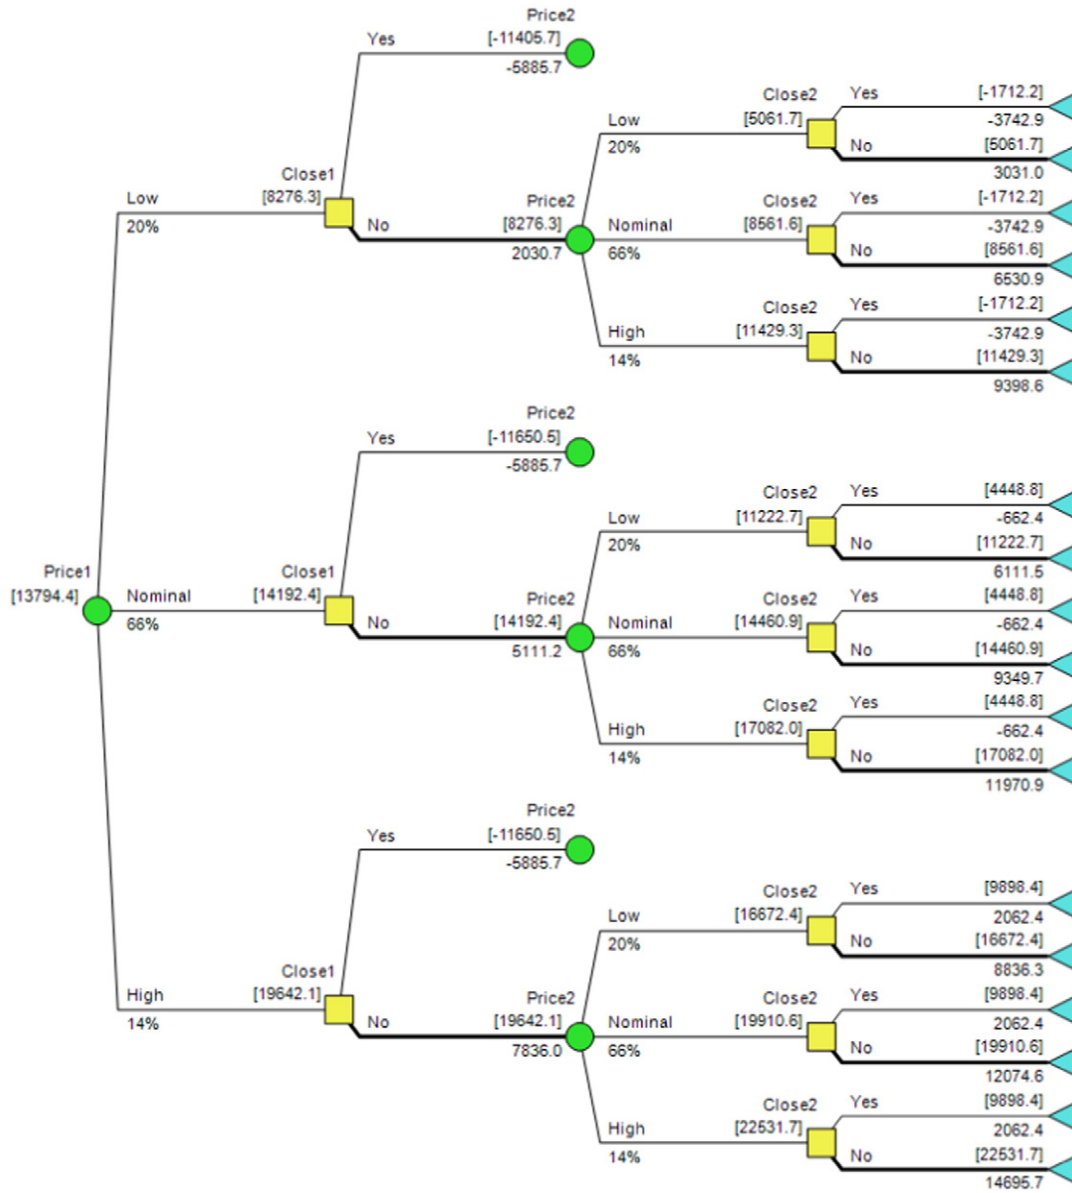 Price2
Yes [-11405.7]
-5885.7
Close2 Yes [-1712.2]
Low [5061.7] -3742.9
20% No [5061.7]
Close1 3031.0
Low [8276.3] Price2 Close2 Yes [-1712.2]
20% No [8276.3] Nominal [8561.6] -3742.9
2030.7 66% No [8561.6]
6530.9
Close2 Yes [-1712.2]
High [11429.3] -3742.9
14% No [11429.3]
9398.6
Price2
Yes [-11650.5]
-5885.7
Close2 Yes [4448.8]
Low [11222.7] -662.4
20% No [11222.7]
Price1 Close1 6111.5
[13794.4] Nominal [14192.4] Price2 Close2 Yes [4448.8]
66% No [14192.4] Nominal [14460.9] -662.4
5111.2 66% No [14460.9]
9349.7
Close2 Yes [4448.8]
High [17082.0] -662.4
14% No [17082.0]
11970.9
Price2
Yes [-11650.5]
-5885.7
Close2 Yes [9898.4]
Low [16672.4] 2062.4
20% No [16672.4]
Close1 8836.3
High [19642.1] Price2 Close2 Yes [9898.4]
14% No [19642.1] Nominal [19910.6] 2062.4
7836.0 66% No [19910.6]
12074.6
Close2 Yes [9898.4]
High [22531.7] 2062.4
14% No [22531.7]
14695.7